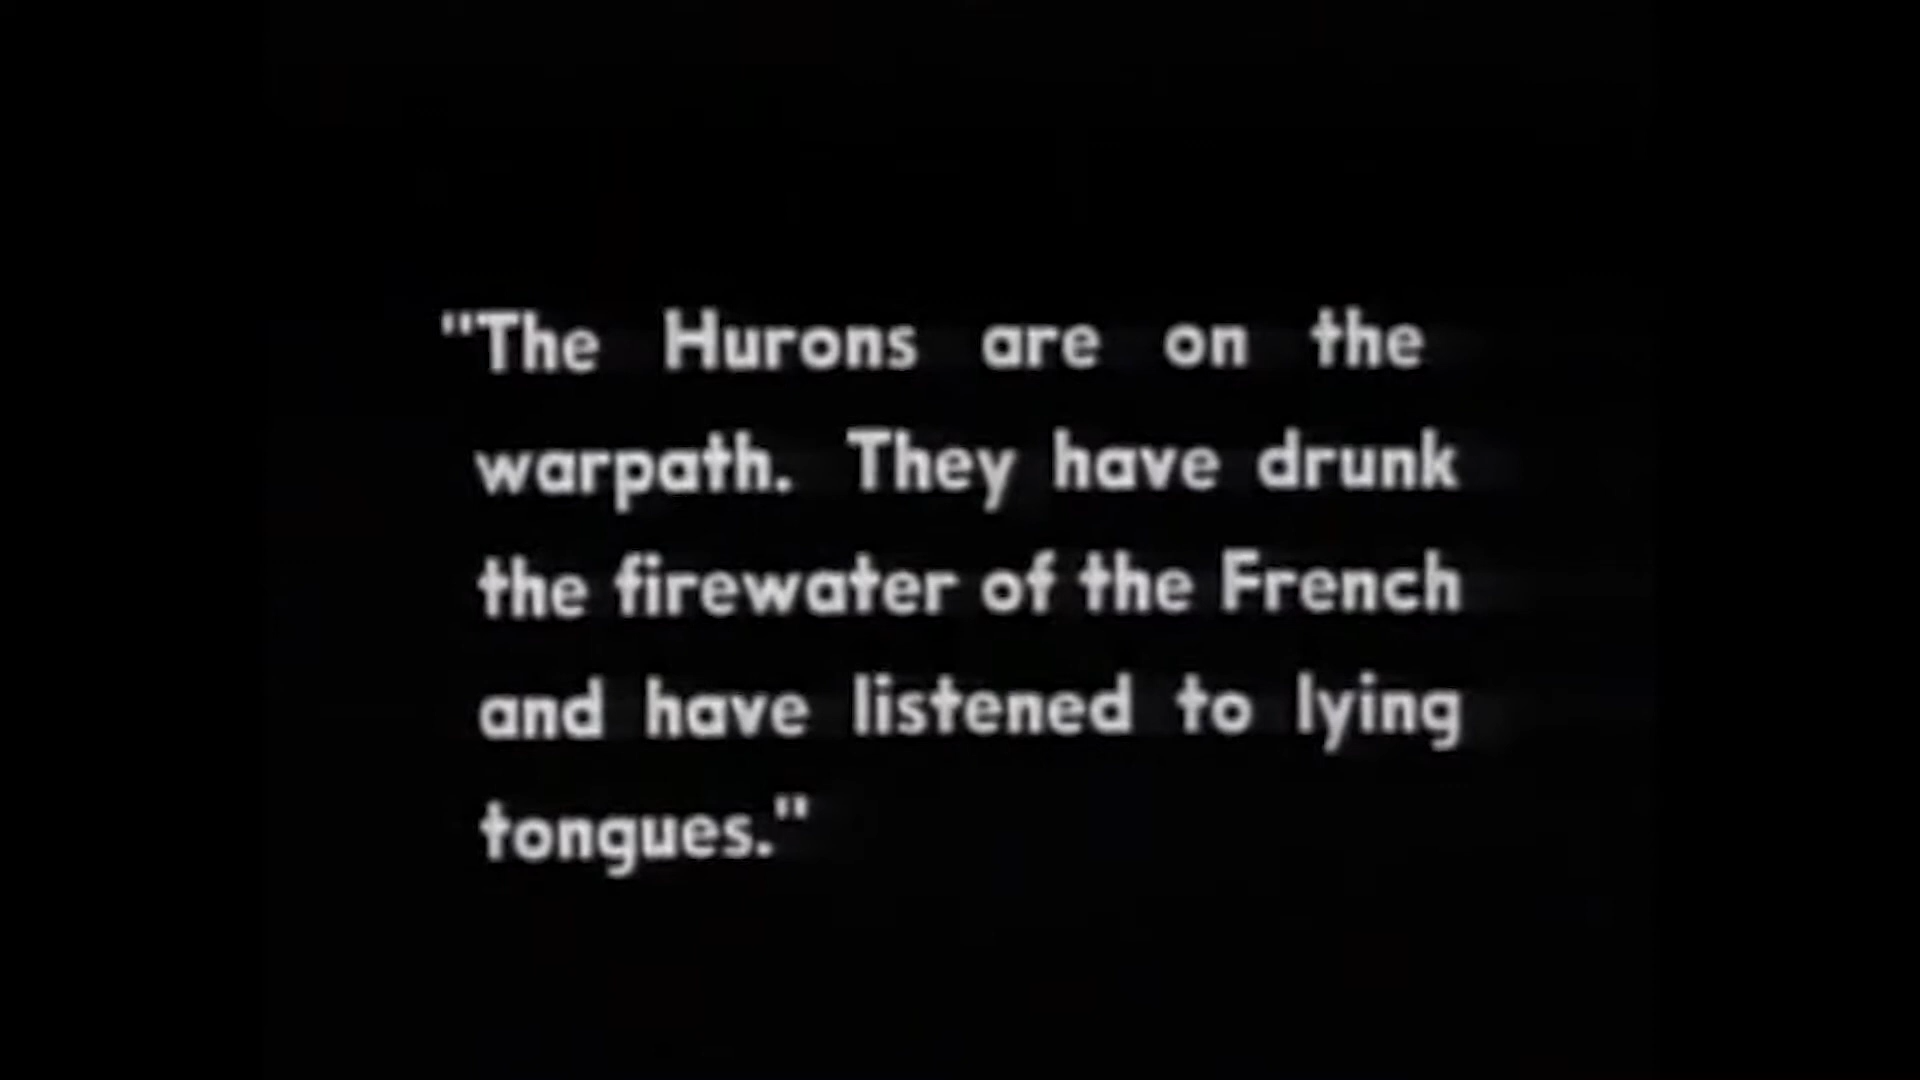 "The Hurons are on the
warpath. They have drunk
the firewater of the French
and have listened to lying
tongues."